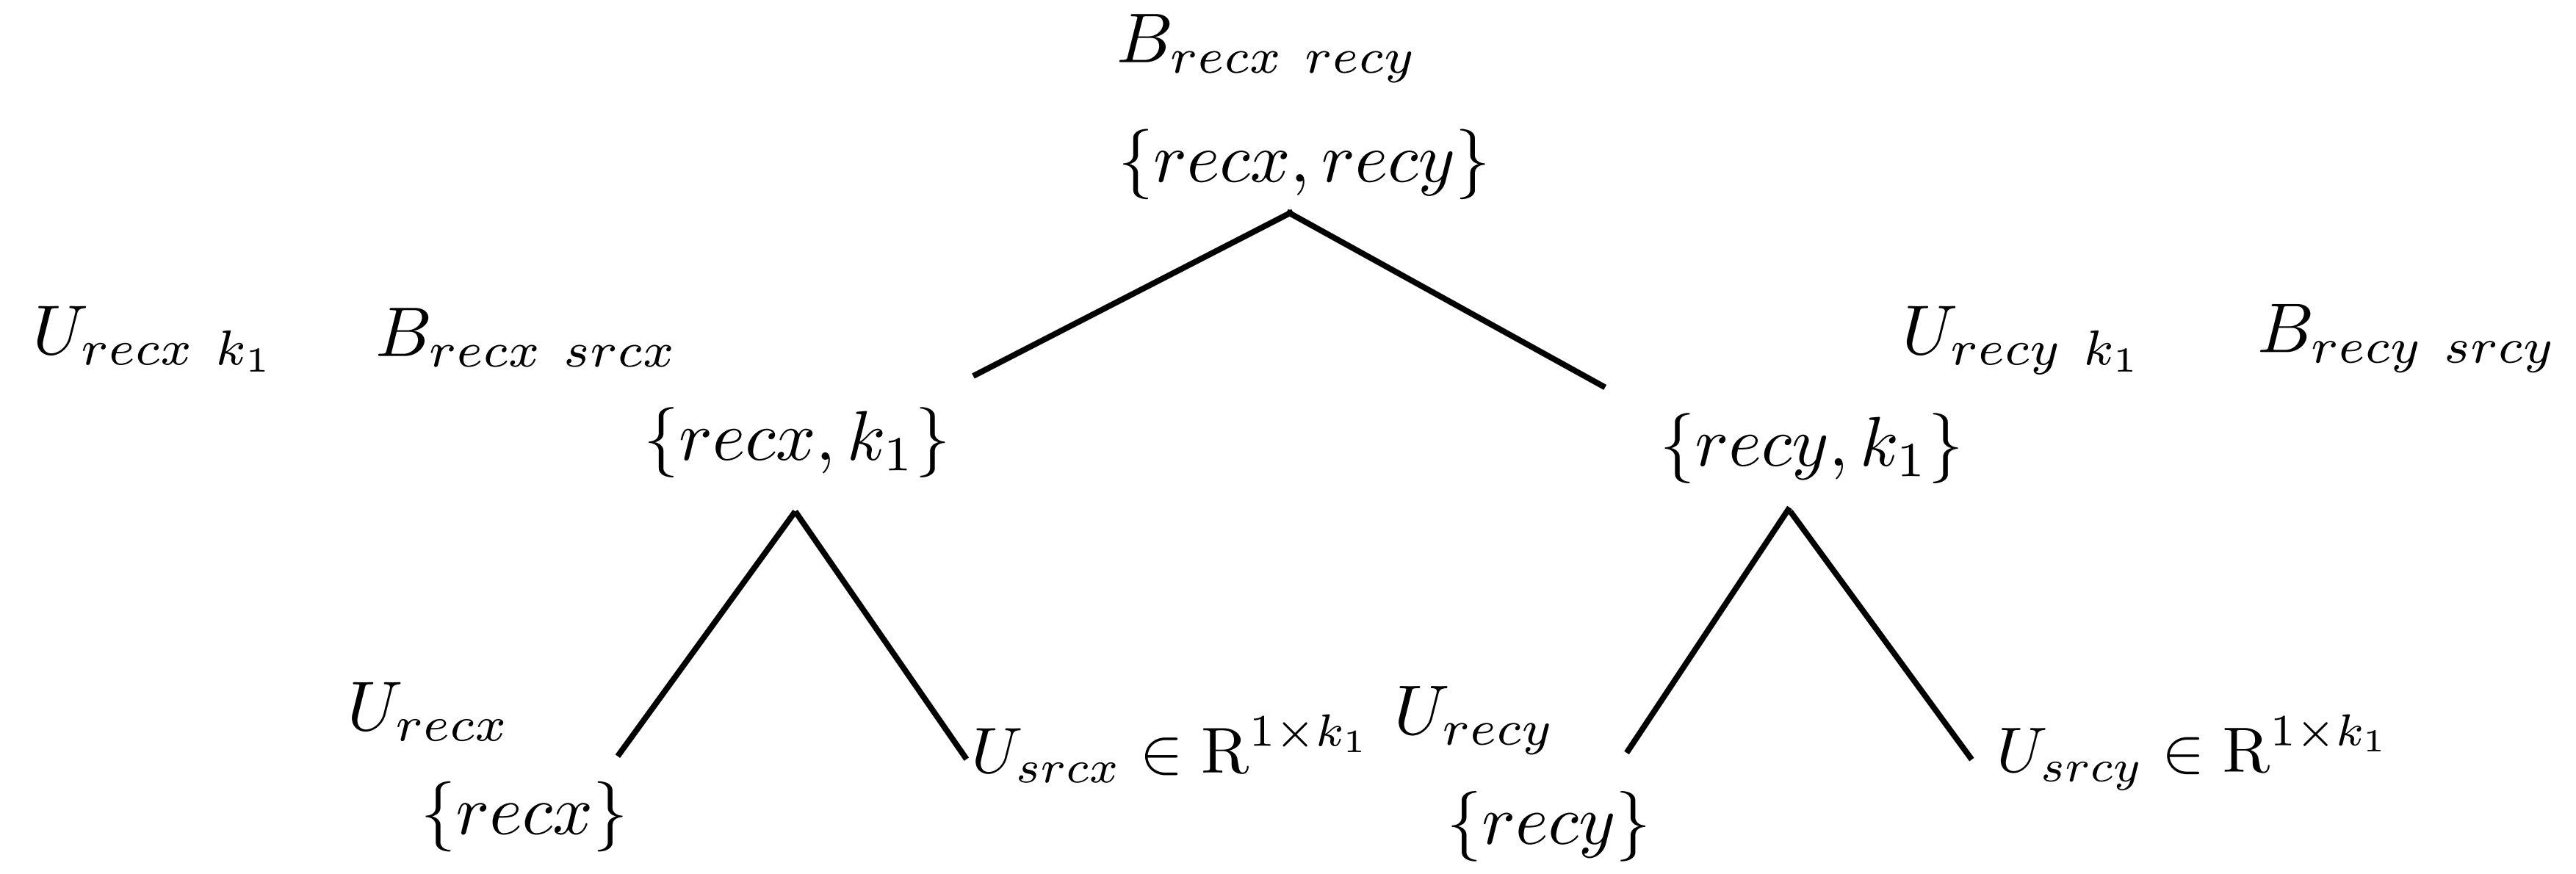 B_{recx recy}
{recx, recy}
U_{recx k_1} B_{recx srcx} U_{recy k_1} B_{recy srcy}
{recx, k_1} {recy, k_1}
U_{recx} U_{srcx} ∈ R^{1×k_1} U_{recy} U_{srcy} ∈ R^{1×k_1}
{recx} {recy}